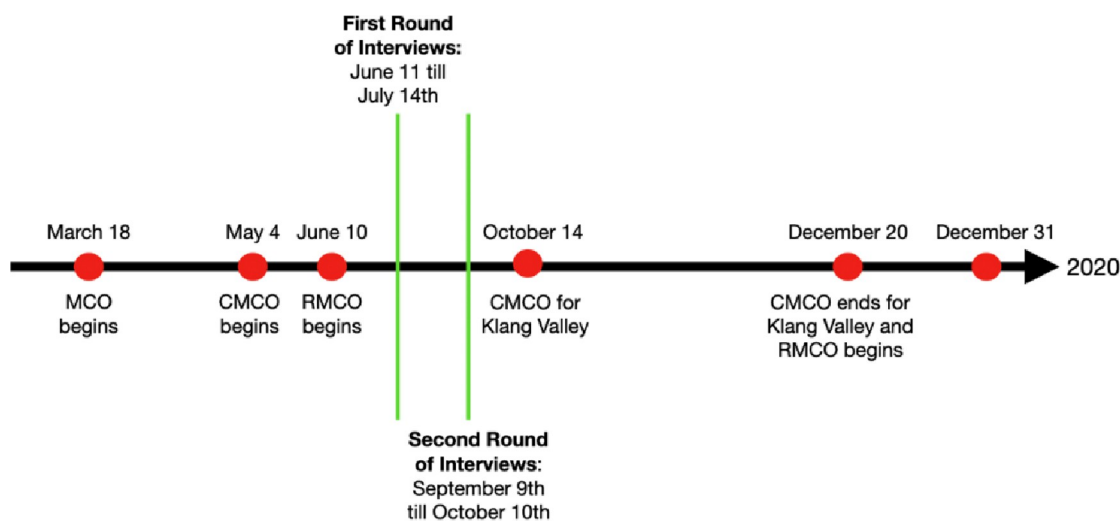 First Round
of Interviews:
June 11 till
July 14th
March 18
May 4
June 10
October 14
December 20
December 31
2020
MCO
begins
CMCO
begins
RMCO
begins
CMCO for
Klang Valley
CMCO ends for
Klang Valley and
RMCO begins
Second Round
of Interviews:
September 9th
till October 10th